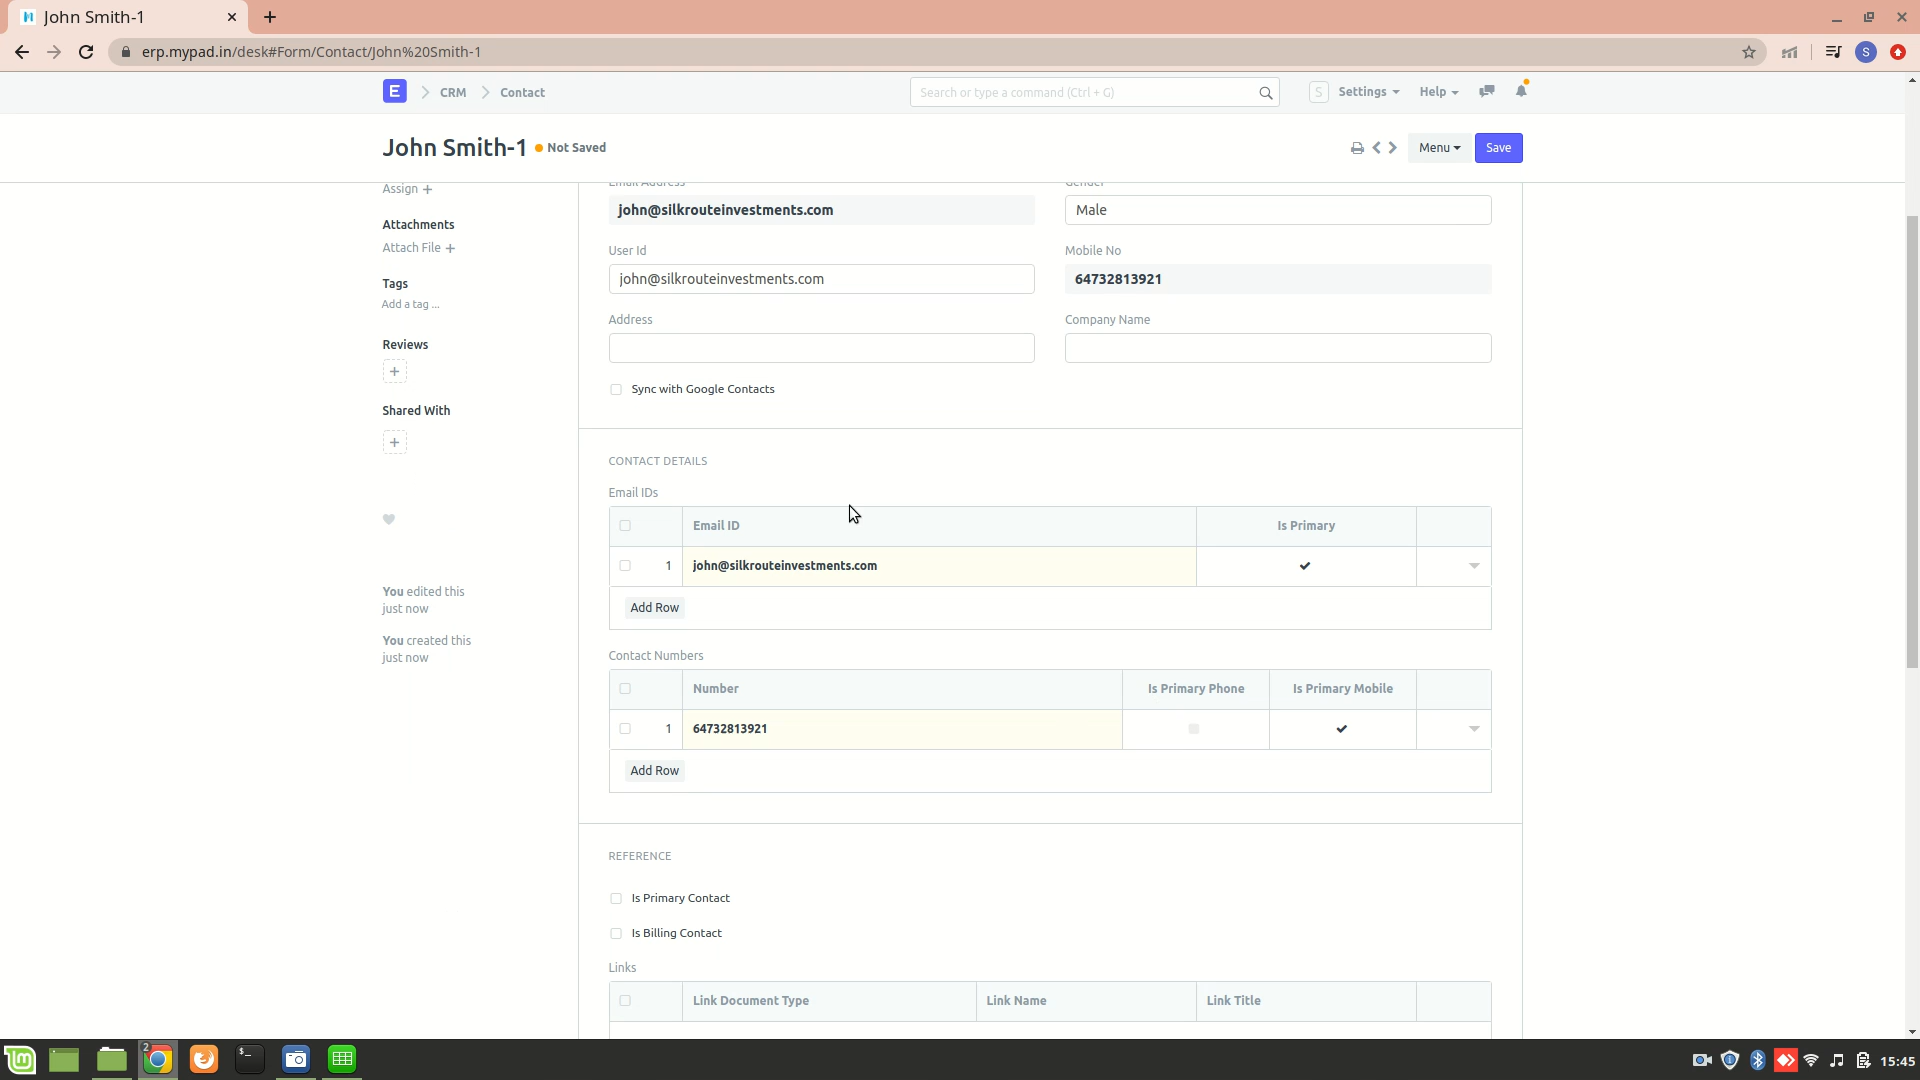 John Smith-1
erp.mypad.in/desk#Form/Contact/John%20Smith-1
S
E
CRM
Contact
Search or type a command (Ctrl + G)
S
Settings
Help
John Smith-1
Not Saved
Menu
Save
Assign +
Attachments
Attach File +
Tags
Add a tag ...
Reviews
+
Shared With
+
You edited this
just now
You created this
just now
Email Address
john@silkrouteinvestments.com
Gender
Male
User Id
john@silkrouteinvestments.com
Mobile No
64732813921
Address
Company Name
Sync with Google Contacts
CONTACT DETAILS
Email IDs
Email ID Is Primary
1 john@silkrouteinvestments.com
Add Row
Contact Numbers
Number Is Primary Phone Is Primary Mobile
1 64732813921
Add Row
REFERENCE
Is Primary Contact
Is Billing Contact
Links
Link Document Type Link Name Link Title
2
15:45